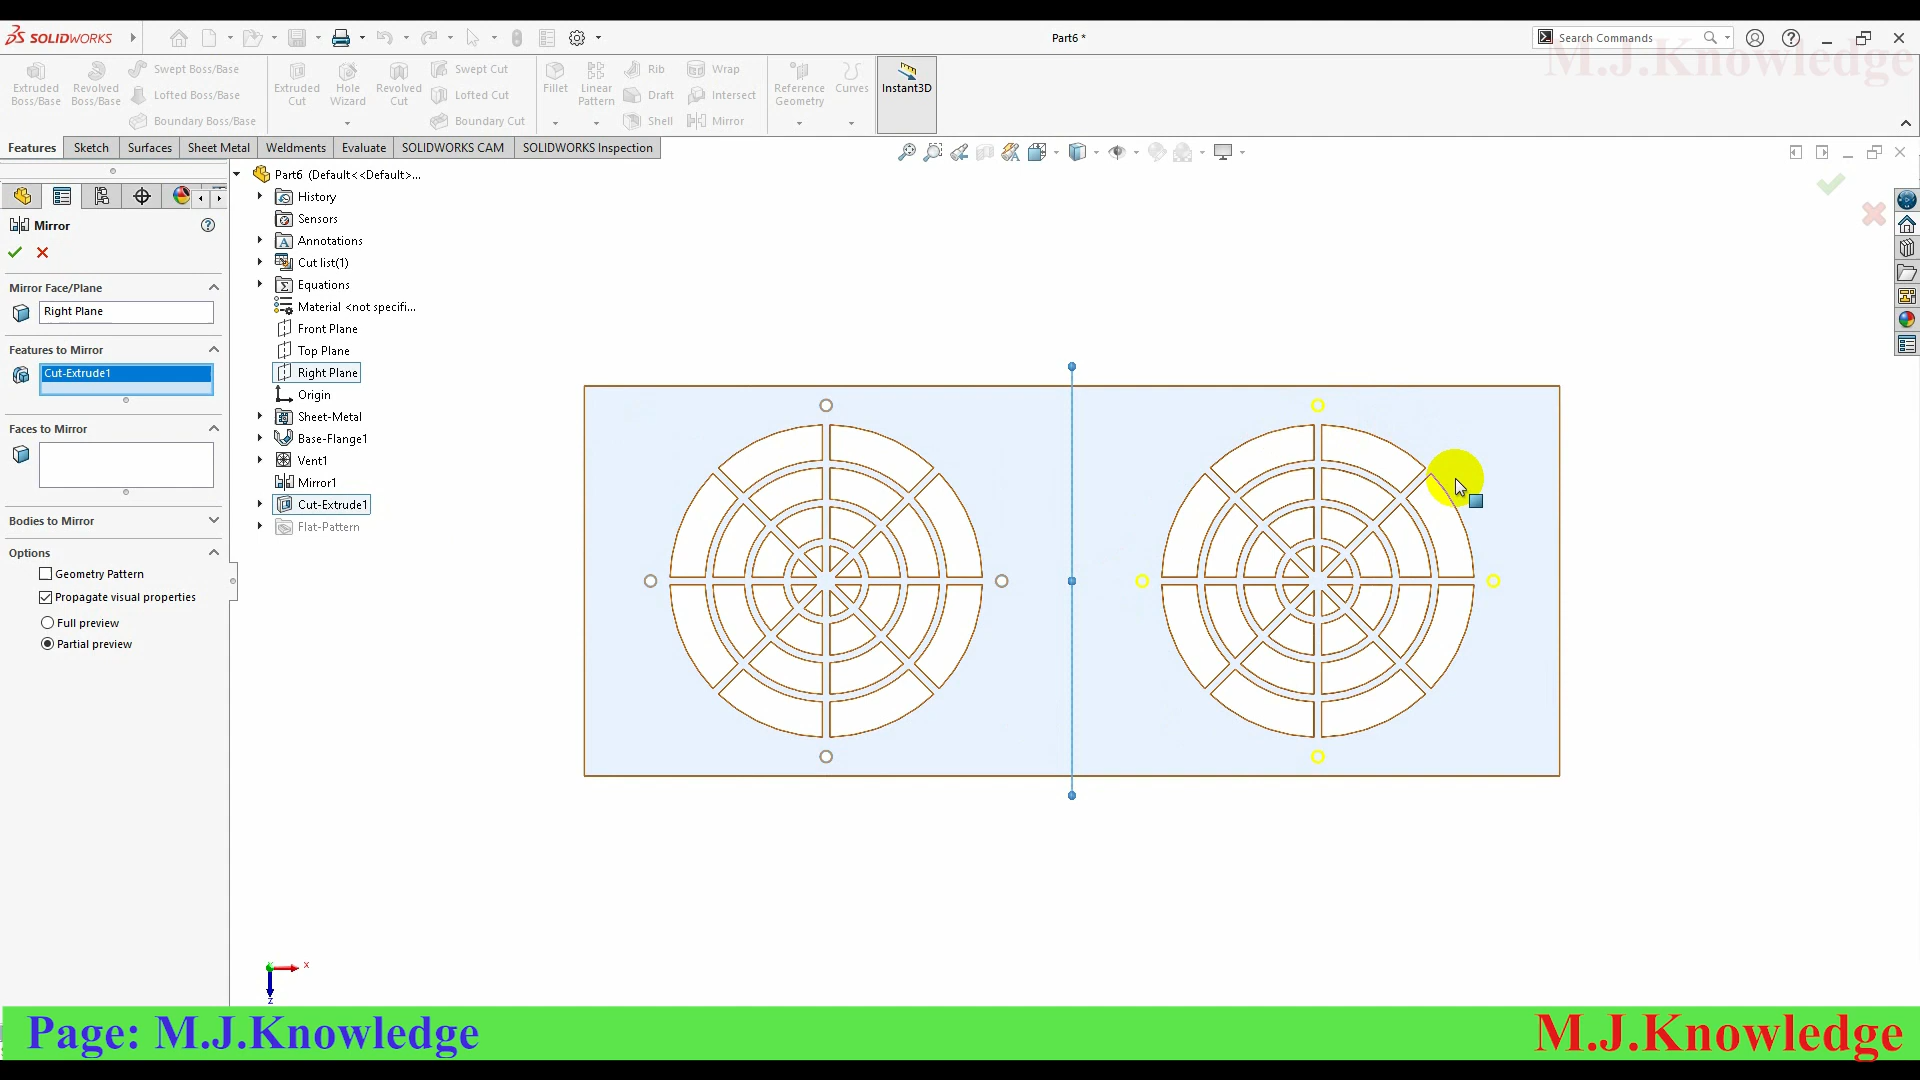 SOLIDWORKS
Part6 *
Search Commands
M.J.Knowledge
Extruded Boss/Base
Revolved Boss/Base
Swept Boss/Base
Lofted Boss/Base
Boundary Boss/Base
Extruded Cut
Hole Wizard
Revolved Cut
Swept Cut
Lofted Cut
Boundary Cut
Fillet
Linear Pattern
Rib
Draft
Shell
Wrap
Intersect
Mirror
Reference Geometry
Curves
Instant3D
Features
Sketch
Surfaces
Sheet Metal
Weldments
Evaluate
SOLIDWORKS CAM
SOLIDWORKS Inspection
Mirror
Mirror Face/Plane
Right Plane
Features to Mirror
Cut-Extrude1
Faces to Mirror
Bodies to Mirror
Options
Geometry Pattern
Propagate visual properties
Full preview
Partial preview
Part6 (Default<<Default>...
History
Sensors
Annotations
Cut list(1)
Equations
Material <not specifi...
Front Plane
Top Plane
Right Plane
Origin
Sheet-Metal
Base-Flange1
Vent1
Mirror1
Cut-Extrude1
Flat-Pattern
X
Z
Page: M.J.Knowledge
M.J.Knowledge